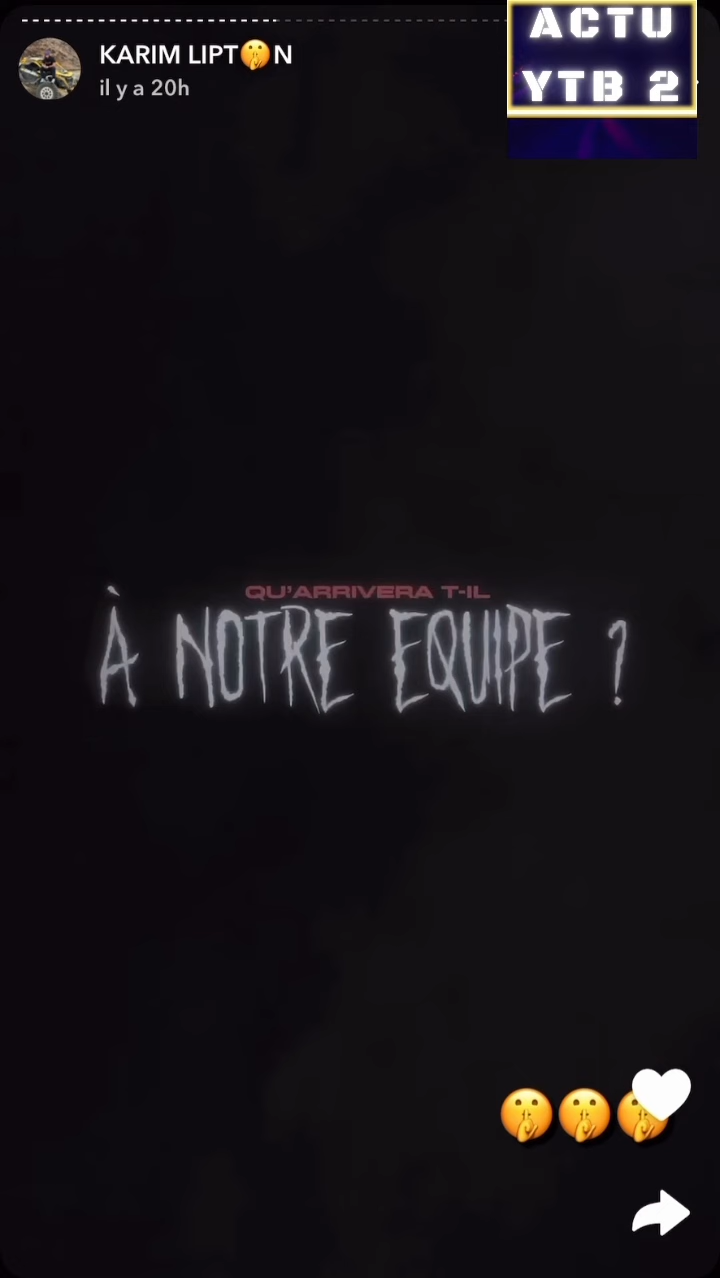 KARIM LIPT🤫N
il y a 20h
ACTU
YTB 2
QU'ARRIVERA T-IL
À NOTRE EQUIPE ?
🤫🤫🤫